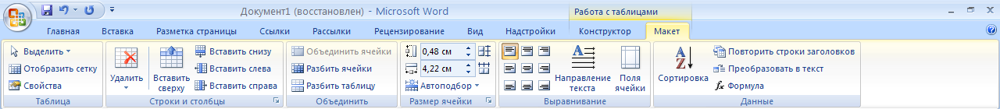 Документ1 (восстановлен) - Microsoft Word
Работа с таблицами
Главная Вставка Разметка страницы Ссылки Рассылки Рецензирование Вид Надстройки Конструктор Макет
Выделить
Отобразить сетку
Свойства
Таблица
Удалить
Вставить сверху
Вставить снизу
Вставить слева
Вставить справа
Строки и столбцы
Объединить ячейки
Разбить ячейки
Разбить таблицу
Объединить
0,48 см
4,22 см
Автоподбор
Размер ячейки
Направление текста
Поля ячейки
Выравнивание
А Я
Сортировка
Повторить строки заголовков
Преобразовать в текст
fx Формула
Данные